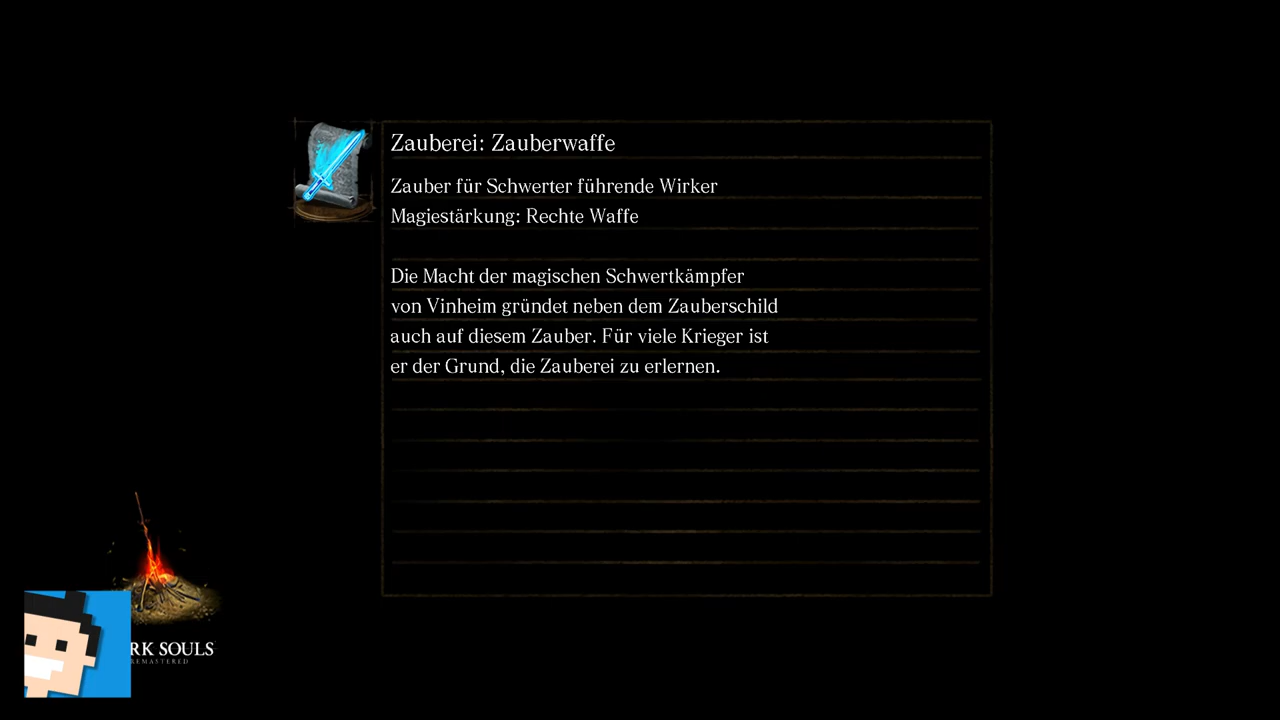 Zauberei: Zauberwaffe
Zauber für Schwerter führende Wirker
Magiestärkung: Rechte Waffe
Die Macht der magischen Schwertkämpfer
von Vinheim gründet neben dem Zauberschild
auch auf diesem Zauber. Für viele Krieger ist
er der Grund, die Zauberei zu erlernen.
RK SOULS
REMASTERED